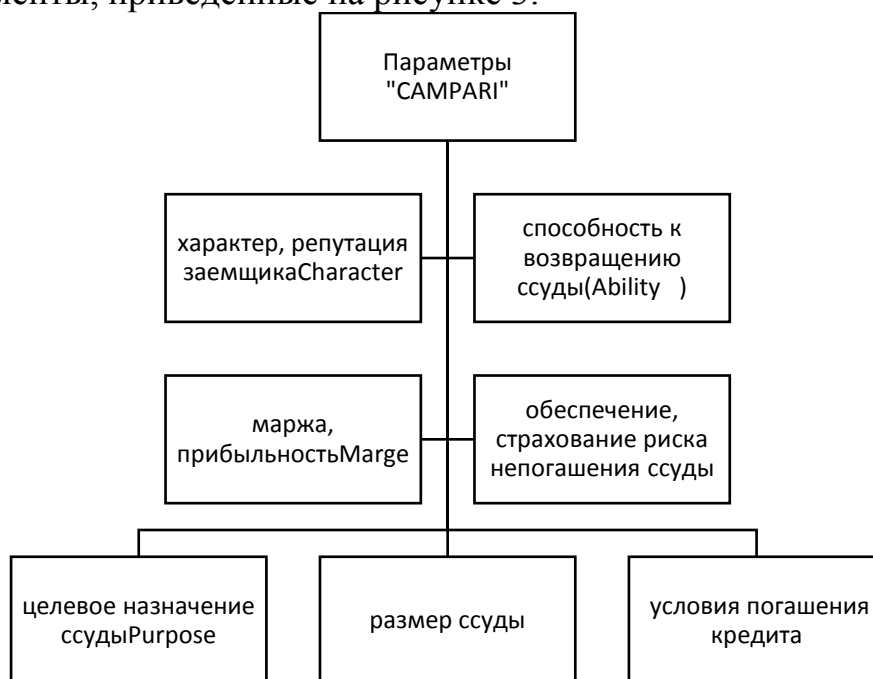 приведенные на рисунке 3.
Параметры
"CAMPARI"
характер, репутация
заемщикаCharacter
способность к
возвращению
ссуды(Ability )
маржа,
прибыльностьMarge
обеспечение,
страхование риска
непогашения ссуды
целевое назначение
ссудыPurpose
размер ссуды
условия погашения
кредита